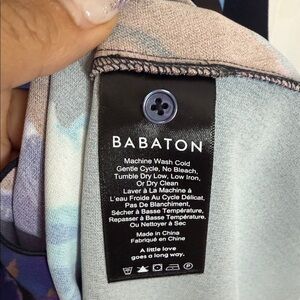 BABATON
Machine Wash Cold
Gentle Cycle, No Bleach,
Tumble Dry Low, Low Iron,
Or Dry Clean
Laver À La Machine À
L'eau Froide Au Cycle Délicat,
Pas De Blanchiment,
Sécher à Basse Température,
Repasser à Basse Température,
Ou Nettoyer à Sec
Made in China
Fabriqué en Chine
A little love
goes a long way.